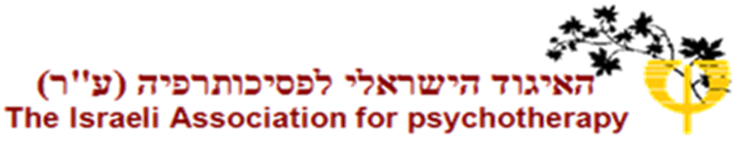 האיגוד הישראלי לפסיכותרפיה (ע"ר)
The Israeli Association for psychotherapy